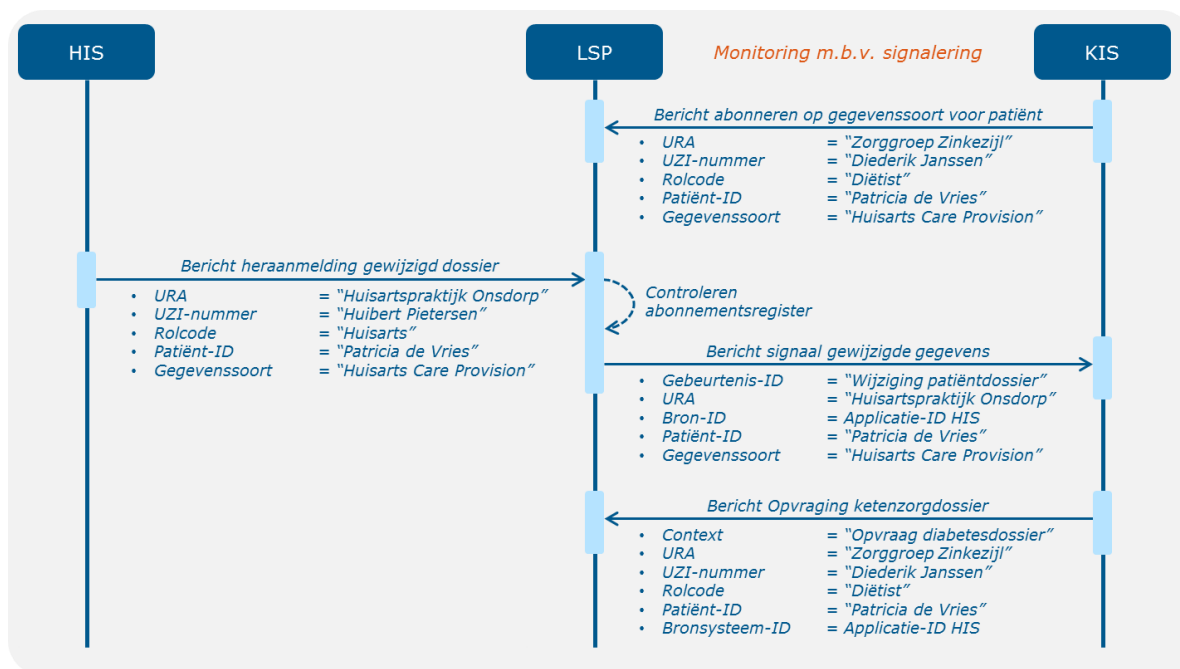 HIS
LSP
Monitoring m.b.v. signalering
KIS
Bericht abonneren op gegevenssoort voor patiënt
• URA = “Zorggroep Zinkezijl”
• UZI-nummer = “Diederik Janssen”
• Rolcode = “Diëtist”
• Patiënt-ID = “Patricia de Vries”
• Gegevenssoort = “Huisarts Care Provision”
Bericht heraanmelding gewijzigd dossier
• URA = “Huisartspraktijk Onsdorp”
• UZI-nummer = “Huibert Pietersen”
• Rolcode = “Huisarts”
• Patiënt-ID = “Patricia de Vries”
• Gegevenssoort = “Huisarts Care Provision”
Controleren
abonnementsregister
Bericht signaal gewijzigde gegevens
• Gebeurtenis-ID = “Wijziging patiëntdossier”
• URA = “Huisartspraktijk Onsdorp”
• Bron-ID = Applicatie-ID HIS
• Patiënt-ID = “Patricia de Vries”
• Gegevenssoort = “Huisarts Care Provision”
Bericht Opvraging ketenzorgdossier
• Context = “Opvraag diabetesdossier”
• URA = “Zorggroep Zinkezijl”
• UZI-nummer = “Diederik Janssen”
• Rolcode = “Diëtist”
• Patiënt-ID = “Patricia de Vries”
• Bronsysteem-ID = Applicatie-ID HIS